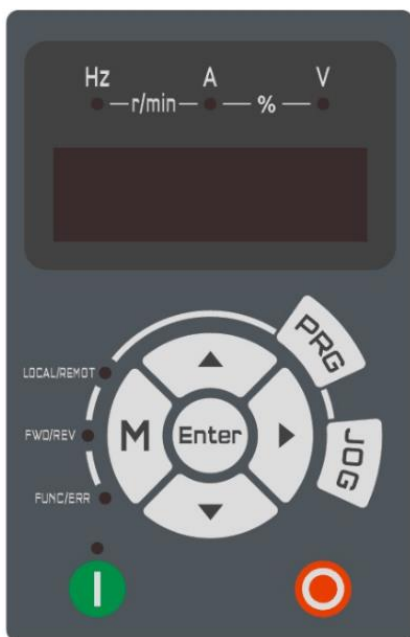 Hz A V
r/min %
PRG
LOCAL/REMOT
FWD/REV
M Enter
JOG
FUNC/ERR